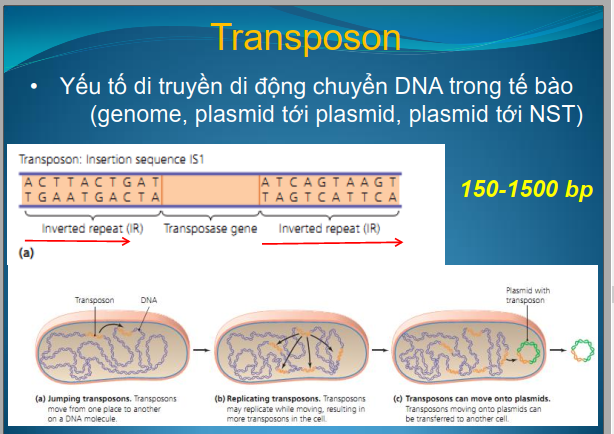 Transposon
• Yếu tố di truyền di động chuyển DNA trong tế bào
(genome, plasmid tới plasmid, plasmid tới NST)
Transposon: Insertion sequence IS1
A C T T A C T G A T A T C A G T A A G T
T G A A T G A C T A T A G T C A T T C A
150-1500 bp
Inverted repeat (IR) Transposase gene Inverted repeat (IR)
(a)
Plasmid with
transposon
Transposon DNA
(a) Jumping transposons. Transposons
move from one place to another
on a DNA molecule.
(b) Replicating transposons. Transposons
may replicate while moving, resulting in
more transposons in the cell.
(c) Transposons can move onto plasmids.
Transposons moving onto plasmids can
be transferred to another cell.